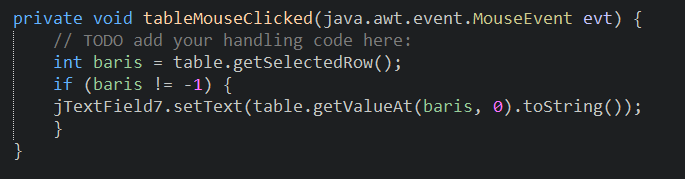 private void tableMouseClicked(java.awt.event.MouseEvent evt) {
// TODO add your handling code here:
int baris = table.getSelectedRow();
if (baris != -1) {
jTextField7.setText(table.getValueAt(baris, 0).toString());
}
}